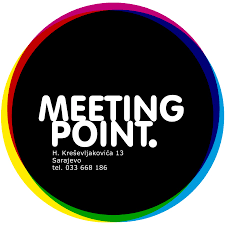 MEETING
POINT.
H. Kreševljakovića 13
Sarajevo
tel. 033 668 186